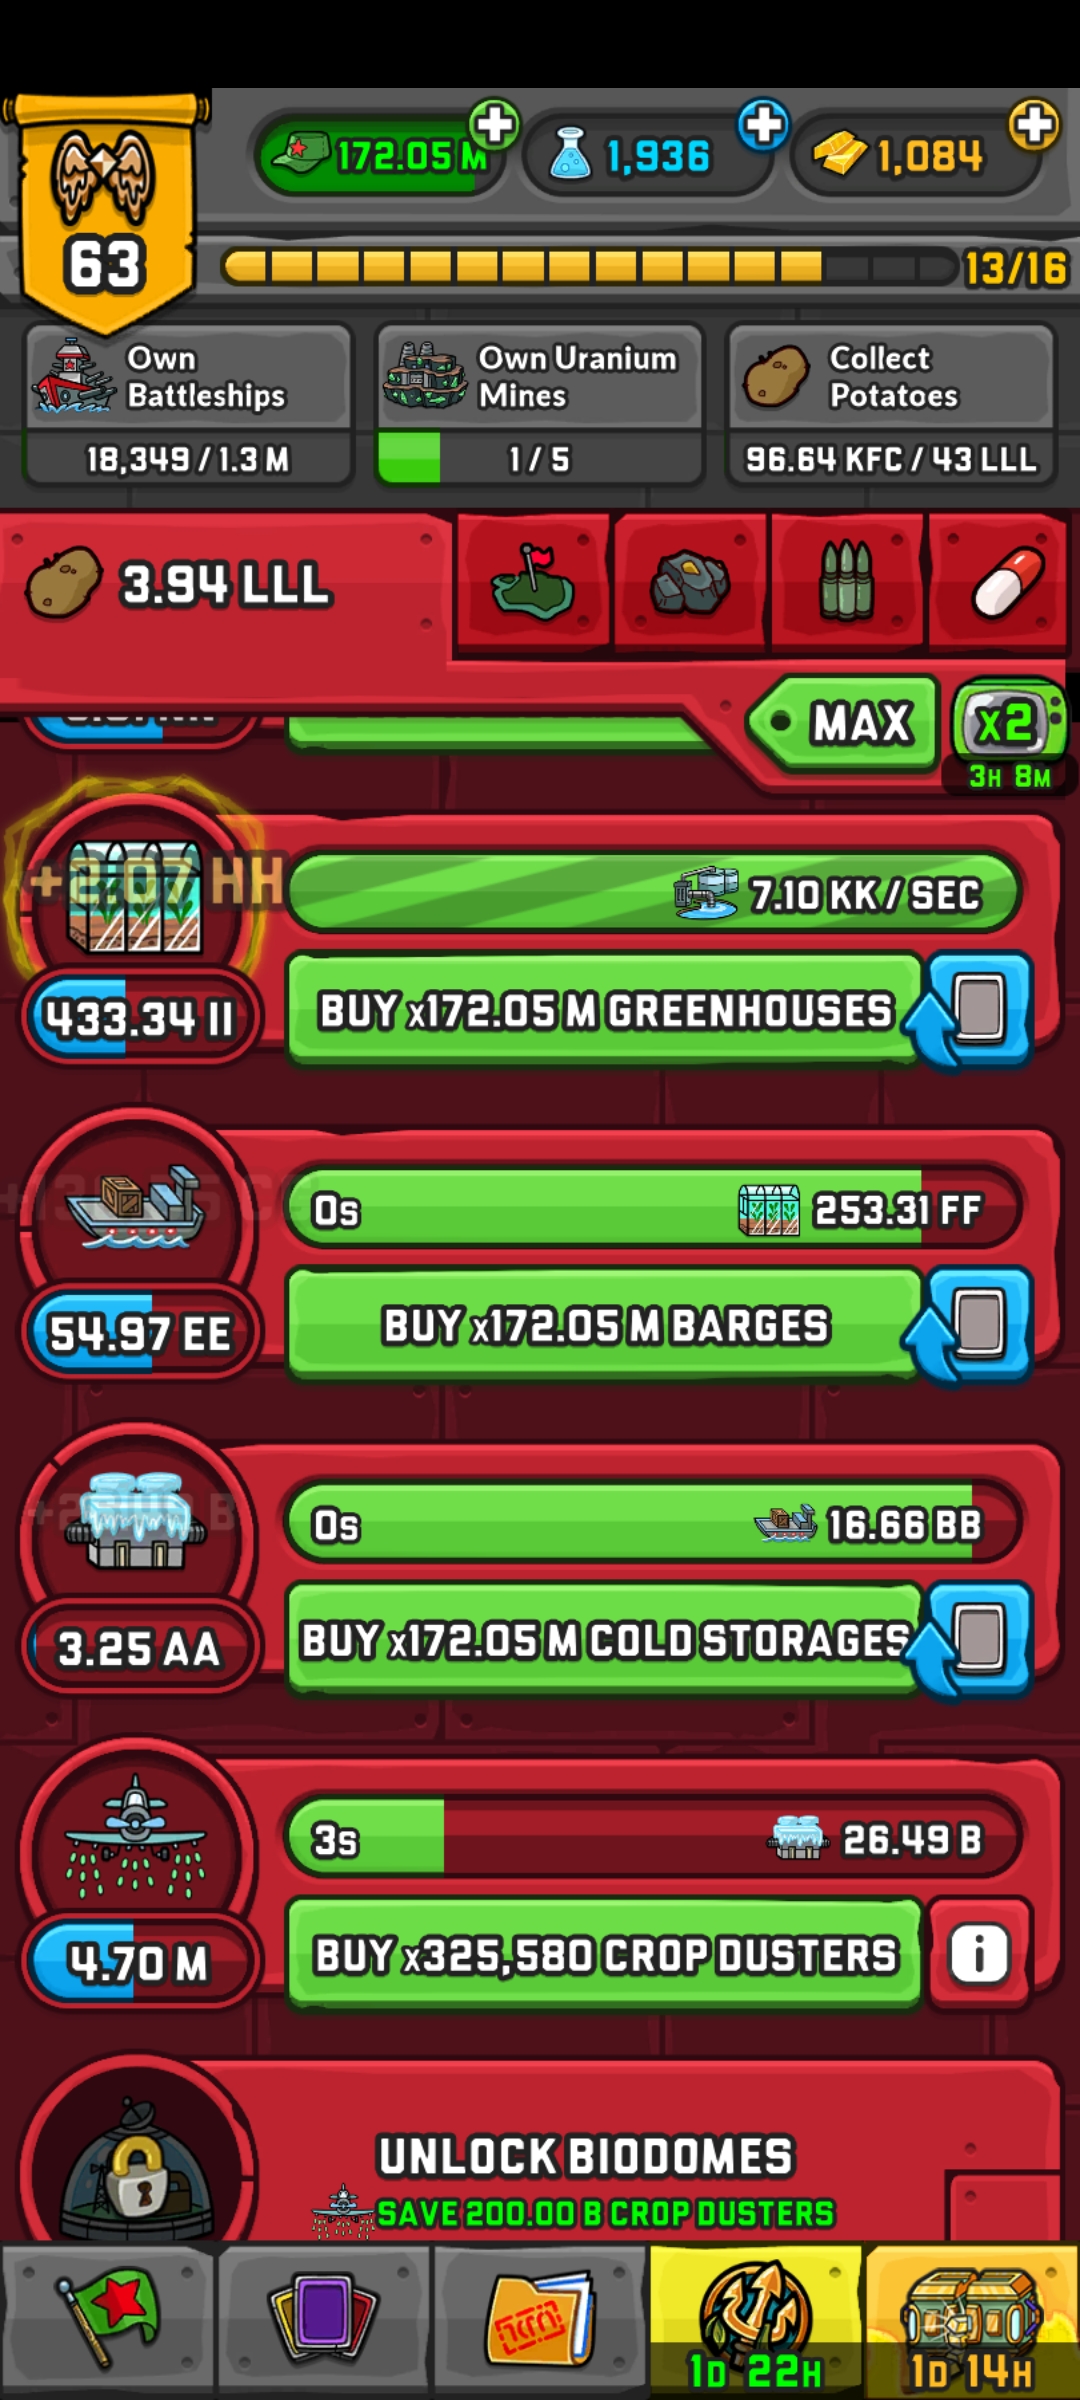 172.05 M
1,936
1,084
63
13/16
Own
Battleships
18,349 / 1.3 M
Own Uranium
Mines
1 / 5
Collect
Potatoes
96.64 KFC / 43 LLL
3.94 LLL
MAX
x2
3H 8M
+2.07 HH
7.10 KK / SEC
433.34 II
BUY x172.05 M GREENHOUSES
0s
253.31 FF
54.97 EE
BUY x172.05 M BARGES
0s
16.66 BB
3.25 AA
BUY x172.05 M COLD STORAGES
3s
26.49 B
4.70 M
BUY x325,580 CROP DUSTERS
i
UNLOCK BIODOMES
SAVE 200.00 B CROP DUSTERS
1D 22H
1D 14H